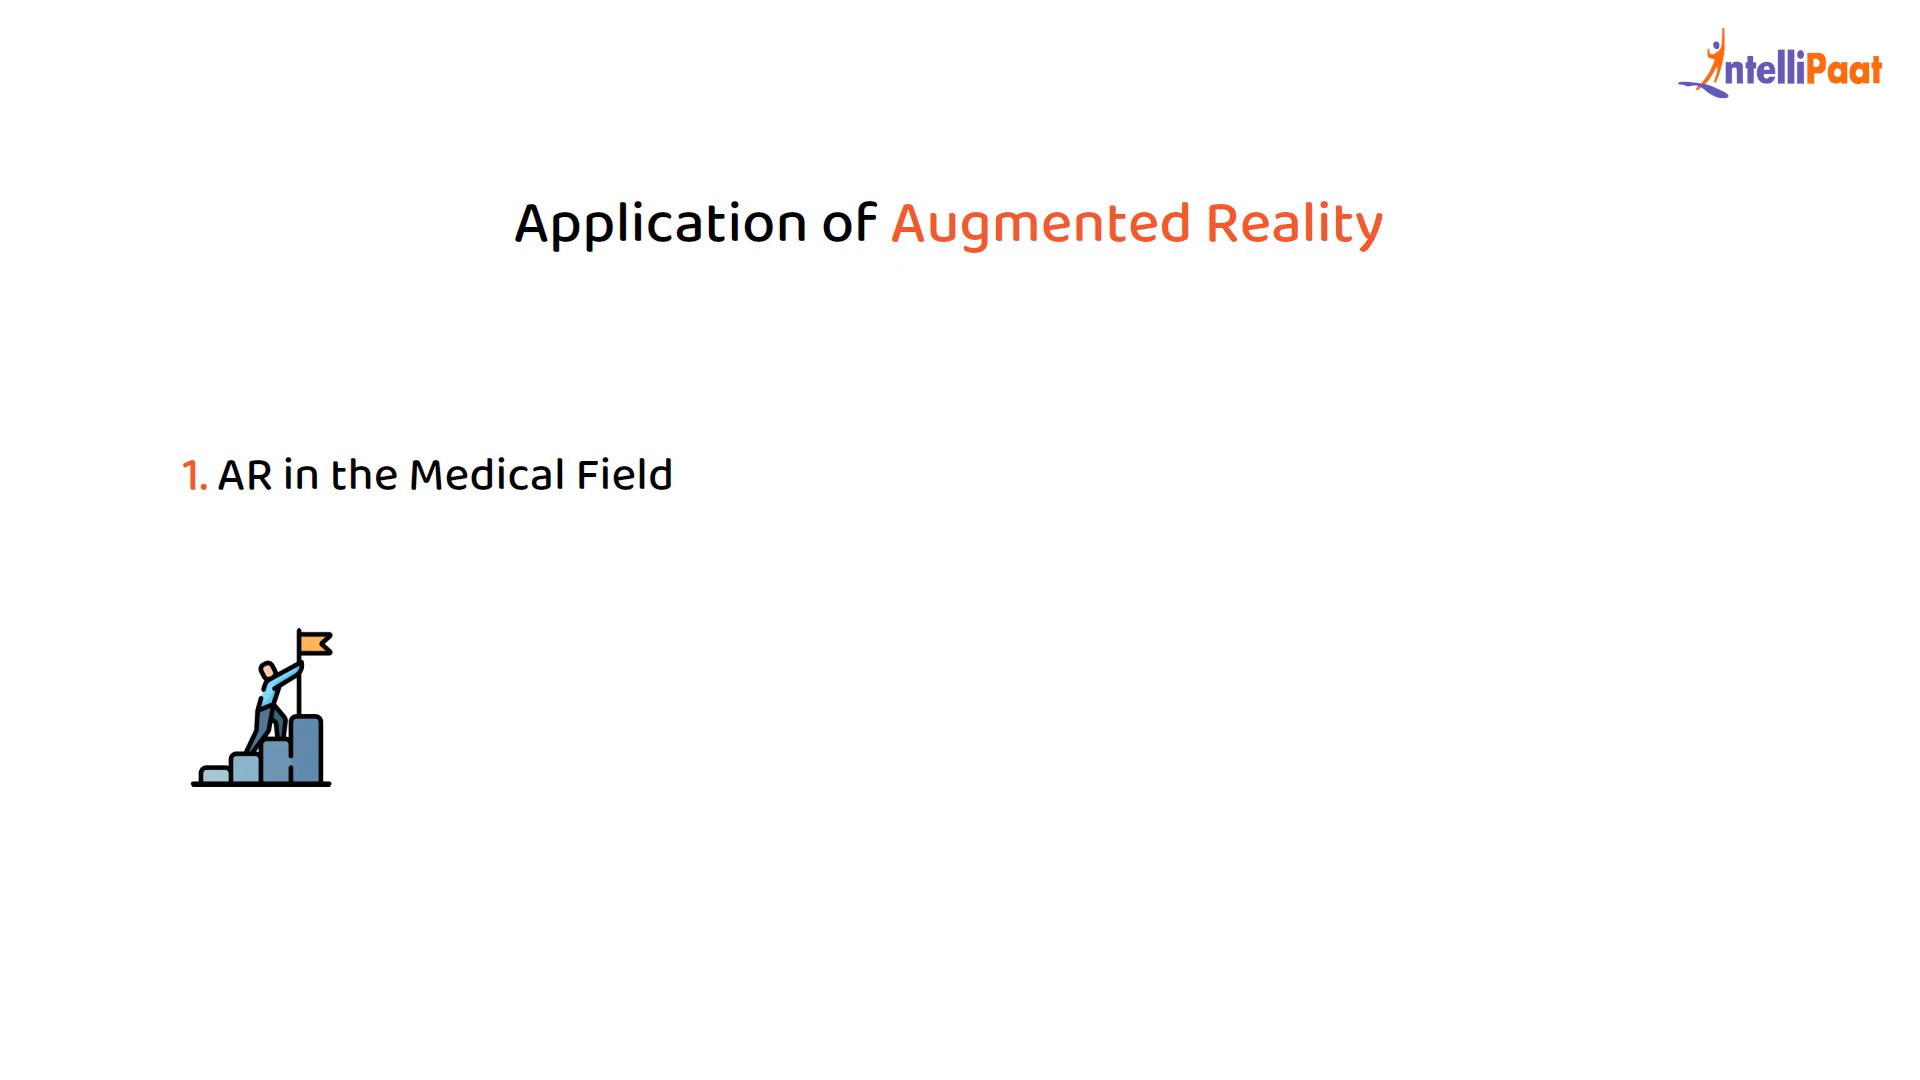 IntelliPaat
Application of Augmented Reality
1. AR in the Medical Field